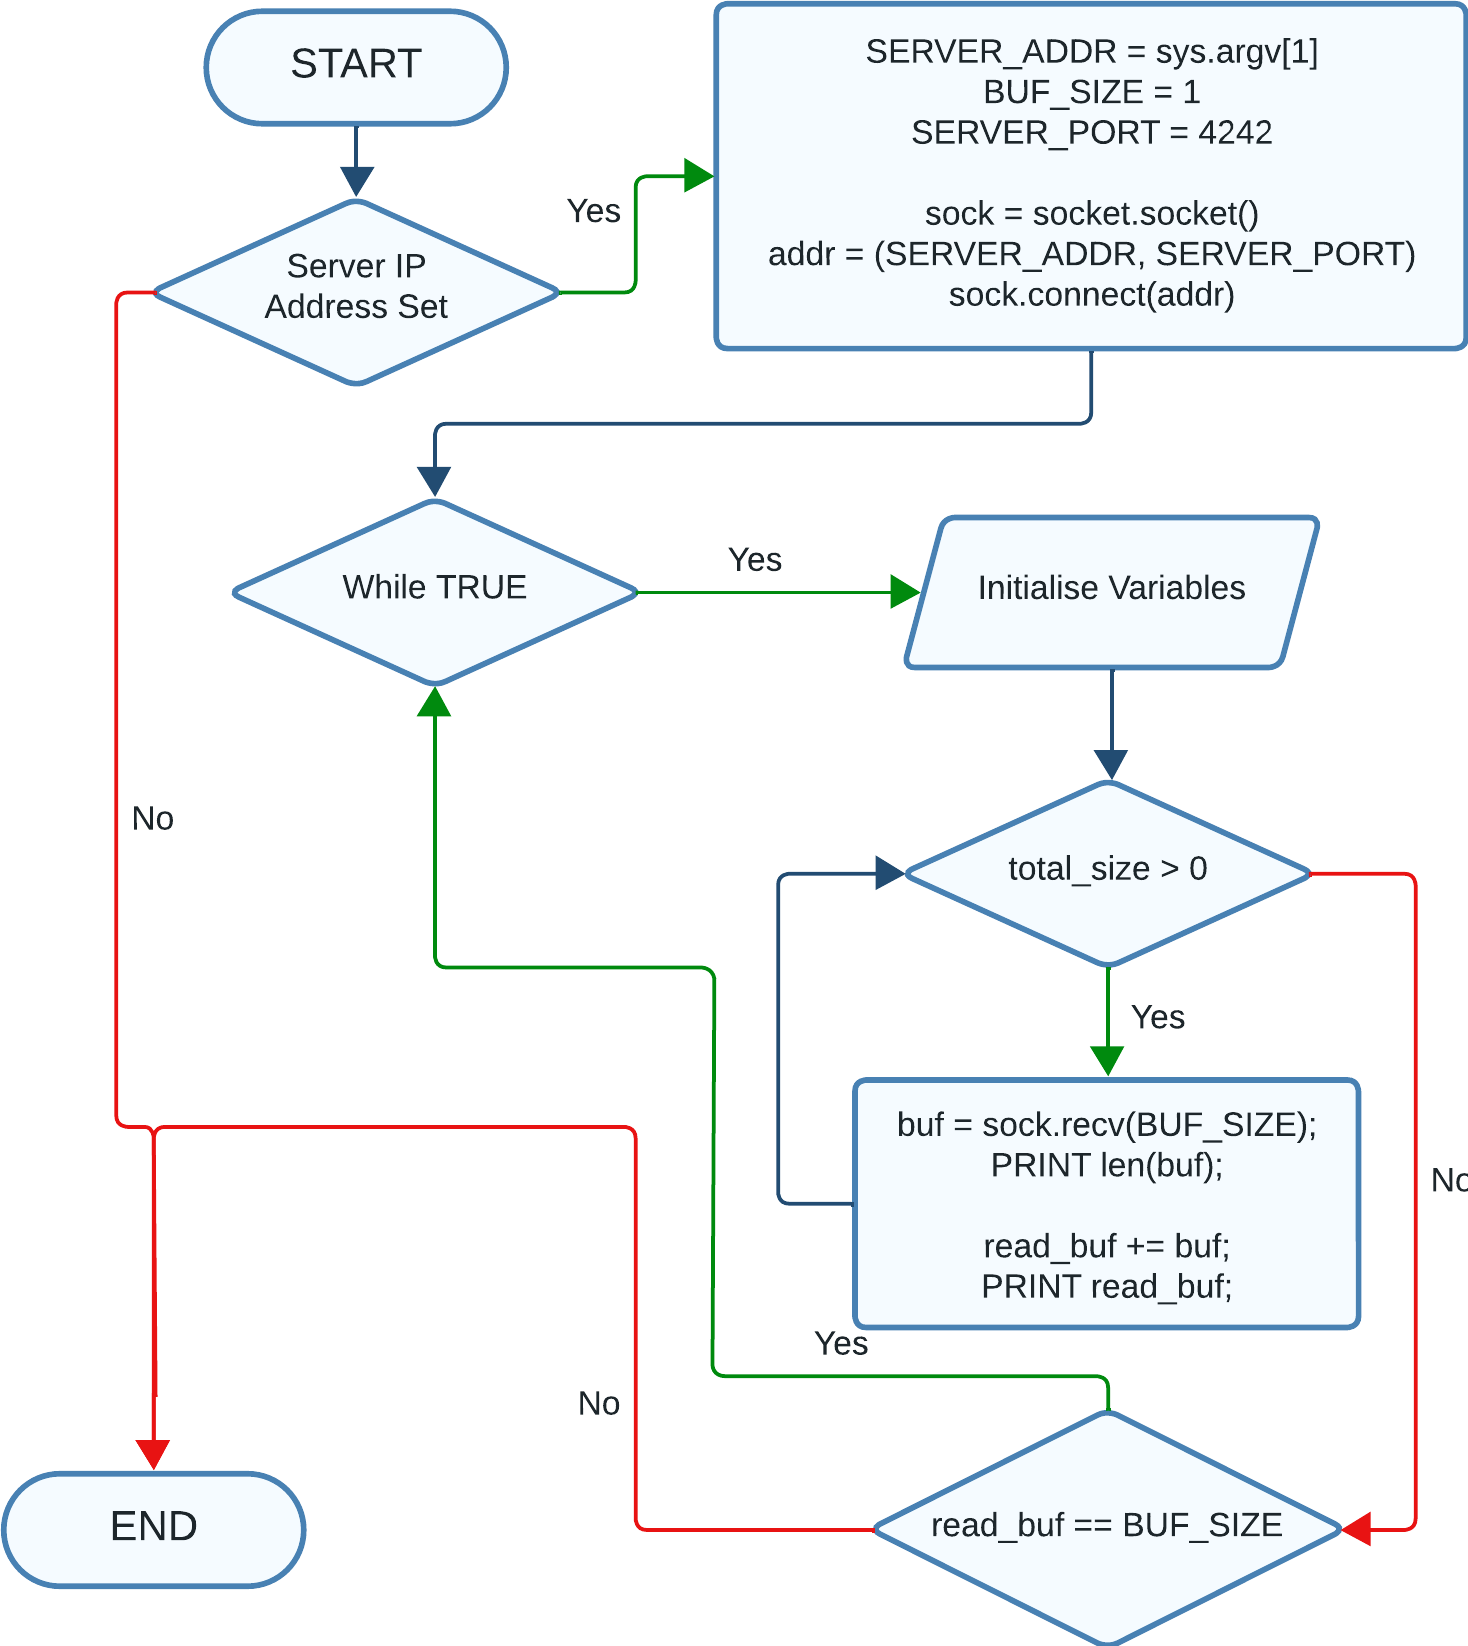 START
SERVER_ADDR = sys.argv[1]
BUF_SIZE = 1
SERVER_PORT = 4242
sock = socket.socket()
addr = (SERVER_ADDR, SERVER_PORT)
sock.connect(addr)
Yes
Server IP
Address Set
While TRUE
Yes
Initialise Variables
No
total_size > 0
Yes
buf = sock.recv(BUF_SIZE);
PRINT len(buf);
read_buf += buf;
PRINT read_buf;
No
Yes
No
read_buf == BUF_SIZE
END